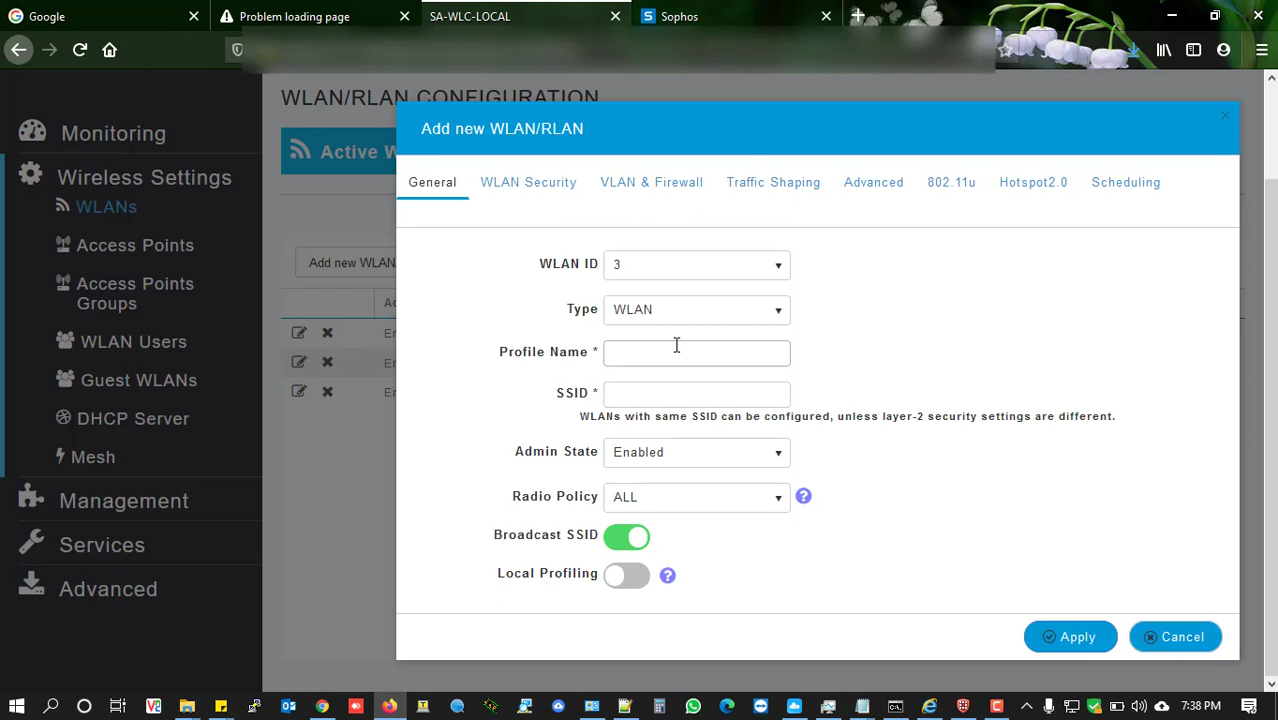 Google
Problem loading page
SA-WLC-LOCAL
Sophos
WLAN/RLAN CONFIGURATION
Monitoring
Wireless Settings
WLANs
Access Points
Access Points
Groups
WLAN Users
Guest WLANs
DHCP Server
Mesh
Management
Services
Advanced
Active
Add new WLAN
Add new WLAN/RLAN
General
WLAN Security
VLAN & Firewall
Traffic Shaping
Advanced
802.11u
Hotspot2.0
Scheduling
WLAN ID 3
Type WLAN
Profile Name *
SSID *
WLANs with same SSID can be configured, unless layer-2 security settings are different.
Admin State Enabled
Radio Policy ALL ?
Broadcast SSID
Local Profiling ?
Apply
Cancel
7:38 PM